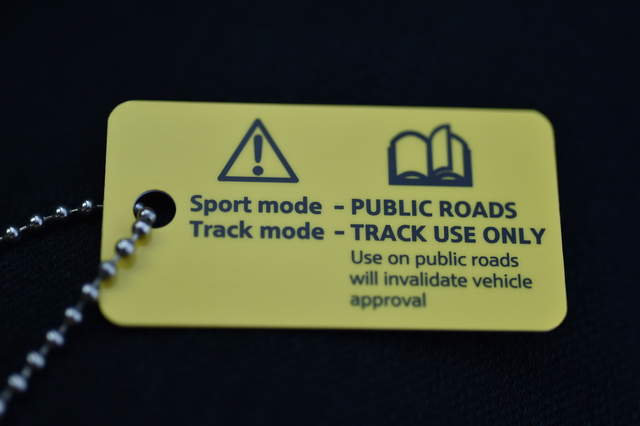 Sport mode - PUBLIC ROADS
Track mode - TRACK USE ONLY
Use on public roads
will invalidate vehicle
approval